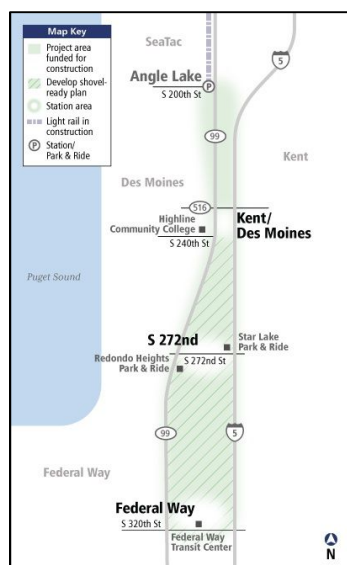 Map Key
Project area
funded for
construction
Develop shovel-
ready plan
Station area
Light rail in
construction
P Station/
Park & Ride
SeaTac
5
Angle Lake
P
S 200th St
99
Kent
Des Moines
516
Highline
Community College
Kent/
Des Moines
S 240th St
Puget Sound
S 272nd
Star Lake
Park & Ride
Redondo Heights
Park & Ride
S 272nd St
99
5
Federal Way
Federal Way
S 320th St
Federal Way
Transit Center
N